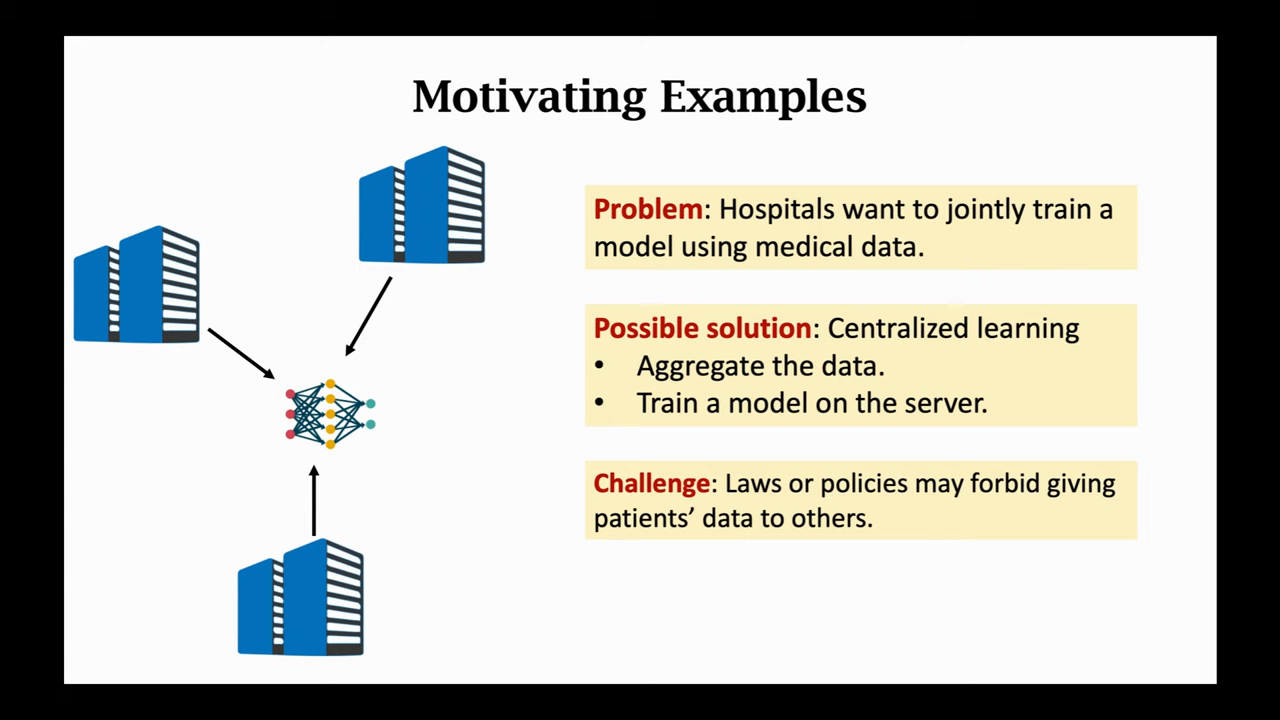 Motivating Examples
Problem: Hospitals want to jointly train a
model using medical data.
Possible solution: Centralized learning
• Aggregate the data.
• Train a model on the server.
Challenge: Laws or policies may forbid giving
patients’ data to others.